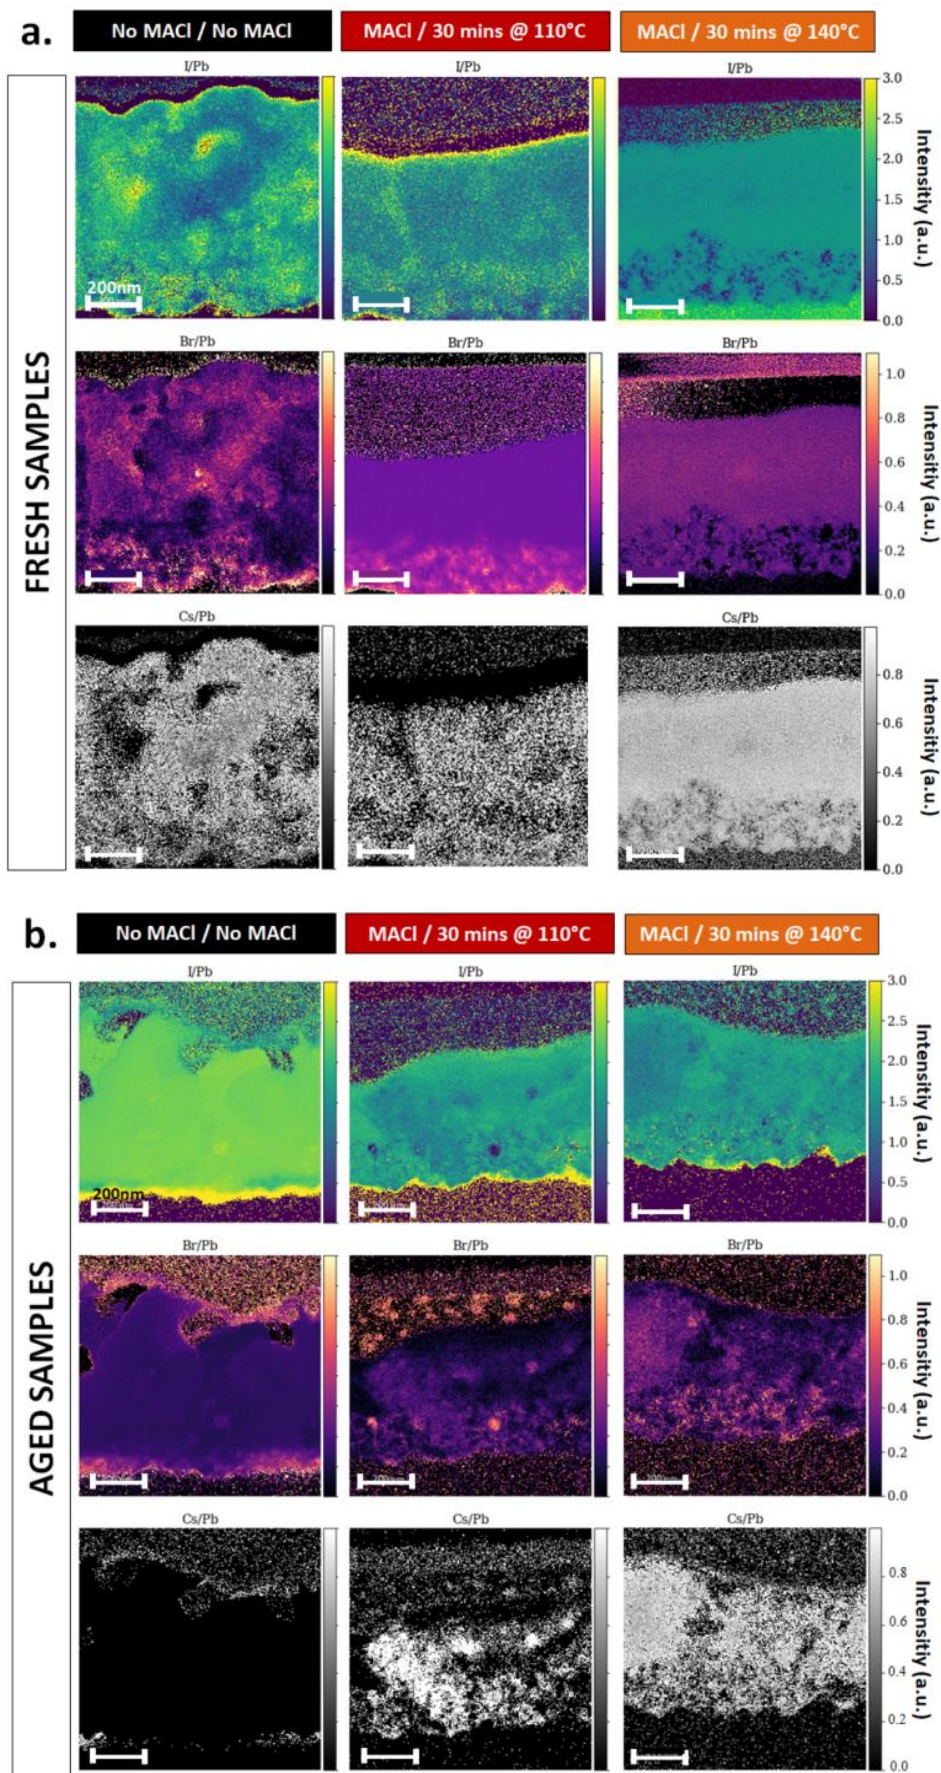 a.
No MACl / No MACl
MACl / 30 mins @ 110°C
MACl / 30 mins @ 140°C
FRESH SAMPLES
I/Pb
I/Pb
I/Pb
200nm
3.0
2.5
2.0
1.5
1.0
0.5
0.0
Intensitiy (a.u.)
Br/Pb
Br/Pb
Br/Pb
1.0
0.8
0.6
0.4
0.2
0.0
Intensitiy (a.u.)
Cs/Pb
Cs/Pb
0.8
0.6
0.4
0.2
0.0
Intensitiy (a.u.)
b.
No MACl / No MACl
MACl / 30 mins @ 110°C
MACl / 30 mins @ 140°C
AGED SAMPLES
I/Pb
I/Pb
I/Pb
200nm
3.0
2.5
2.0
1.5
1.0
0.5
0.0
Intensitiy (a.u.)
Br/Pb
Br/Pb
Br/Pb
1.0
0.8
0.6
0.4
0.2
0.0
Intensitiy (a.u.)
Cs/Pb
Cs/Pb
Cs/Pb
0.8
0.6
0.4
0.2
0.0
Intensitiy (a.u.)